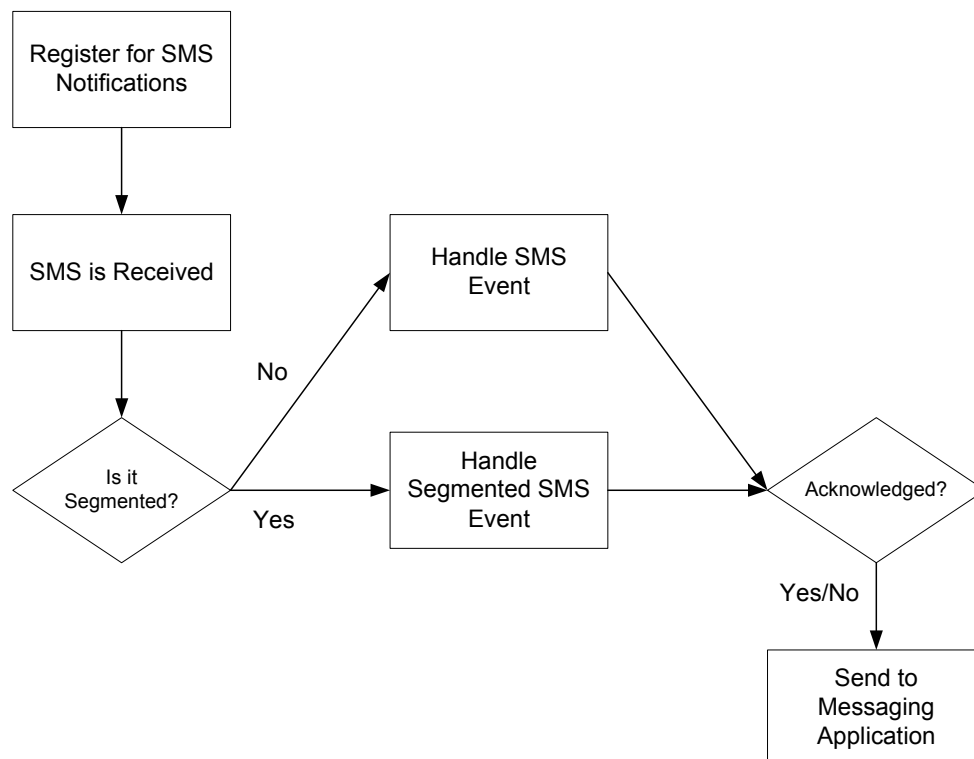 Register for SMS
Notifications
SMS is Received
Is it
Segmented?
No
Yes
Handle SMS
Event
Handle
Segmented SMS
Event
Acknowledged?
Yes/No
Send to
Messaging
Application